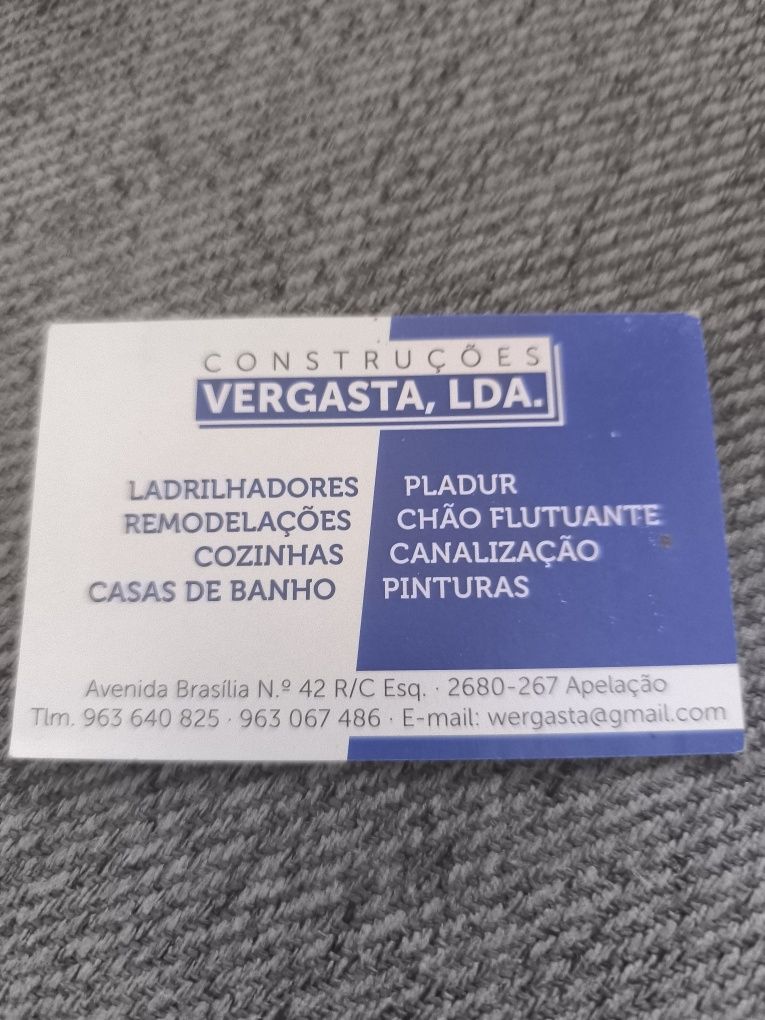 CONSTRUÇÕES
VERGASTA, LDA.
LADRILHADORES
REMODELAÇÕES
COZINHAS
CASAS DE BANHO
PLADUR
CHÃO FLUTUANTE
CANALIZAÇÃO
PINTURAS
Avenida Brasília N.º 42 R/C Esq. · 2680-267 Apelação
Tlm. 963 640 825 · 963 067 486 · E-mail: wergasta@gmail.com